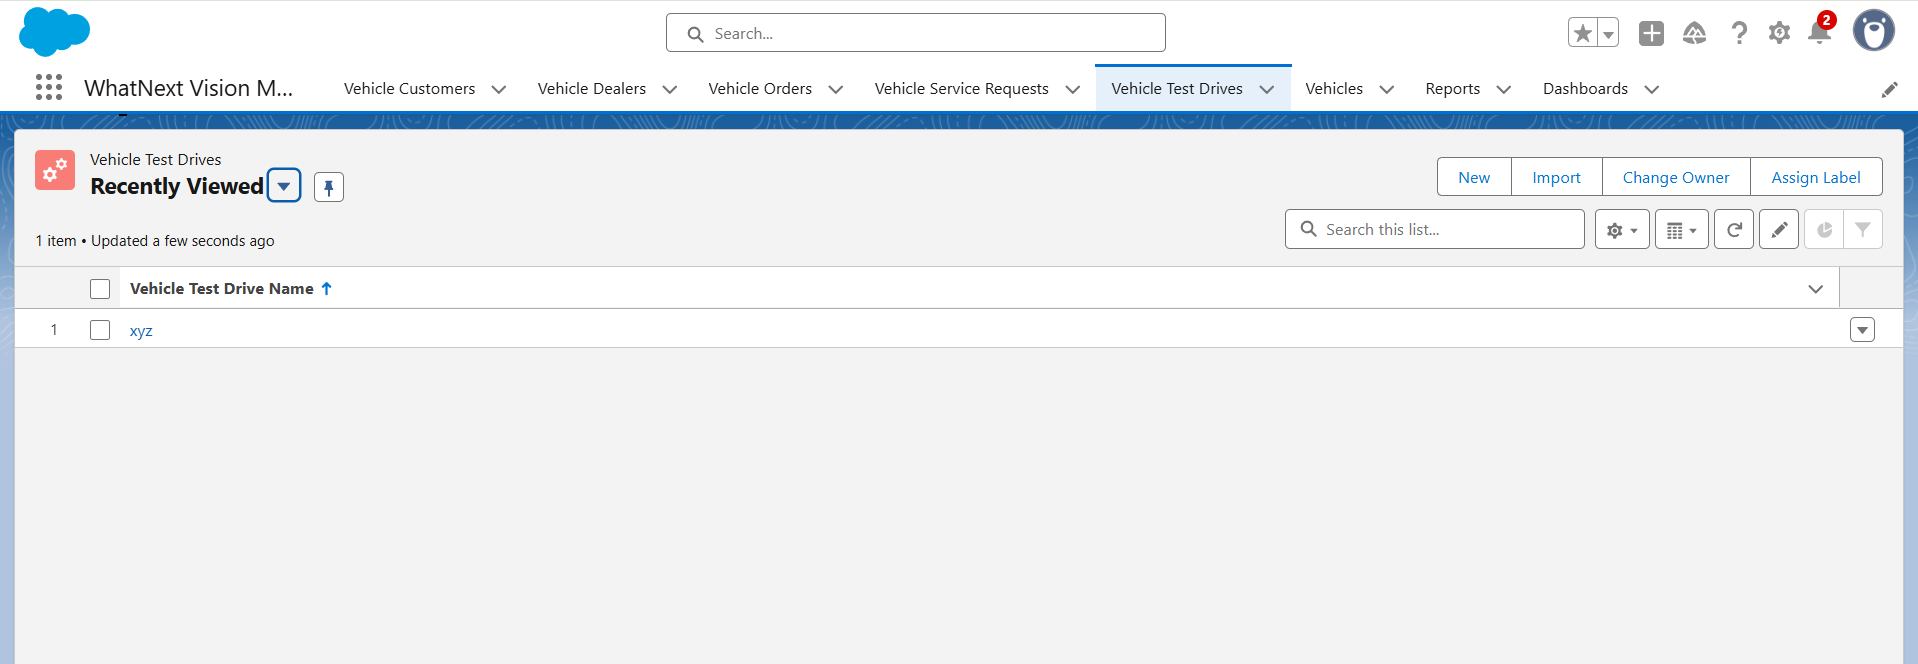 Search...
2
WhatNext Vision M...
Vehicle Customers
Vehicle Dealers
Vehicle Orders
Vehicle Service Requests
Vehicle Test Drives
Vehicles
Reports
Dashboards
Vehicle Test Drives
Recently Viewed
New
Import
Change Owner
Assign Label
1 item • Updated a few seconds ago
Search this list...
Vehicle Test Drive Name
1
xyz